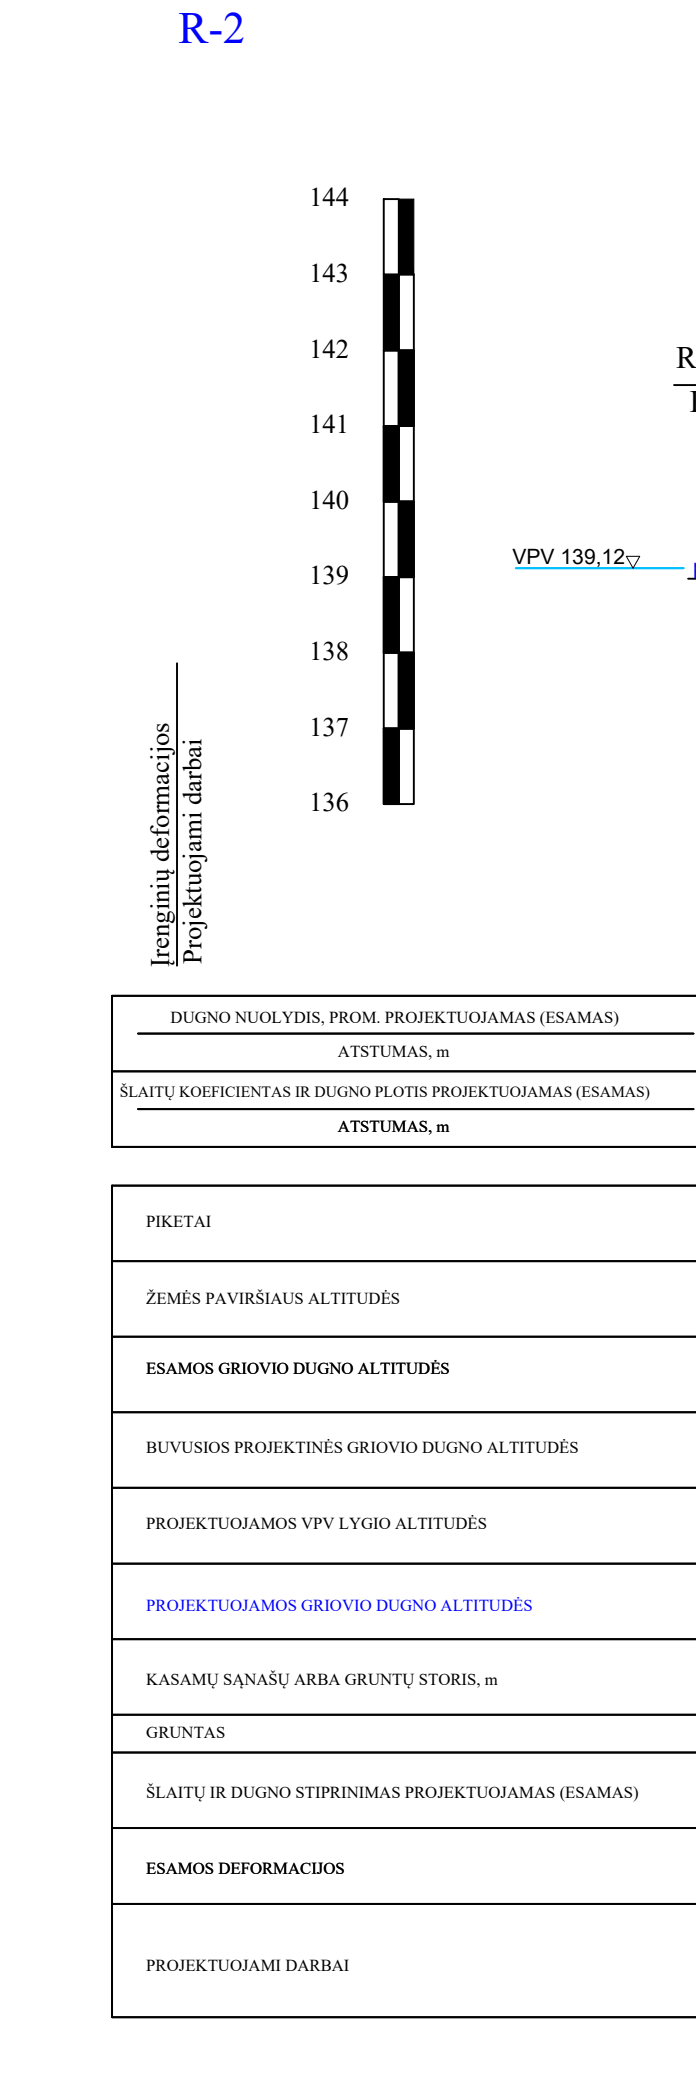 R-2
144
143
142
R
141
140
VPV 139,12
139
138
137
136
Įrenginių deformacijos
Projektuojami darbai
DUGNO NUOLYDIS, PROM. PROJEKTUOJAMAS (ESAMAS)
ATSTUMAS, m
ŠLAITŲ KOEFICIENTAS IR DUGNO PLOTIS PROJEKTUOJAMAS (ESAMAS)
ATSTUMAS, m
PIKETAI
ŽEMĖS PAVIRŠIAUS ALTITUDĖS
ESAMOS GRIOVIO DUGNO ALTITUDĖS
BUVUSIOS PROJEKTINĖS GRIOVIO DUGNO ALTITUDĖS
PROJEKTUOJAMOS VPV LYGIO ALTITUDĖS
PROJEKTUOJAMOS GRIOVIO DUGNO ALTITUDĖS
KASAMŲ SĄNAŠŲ ARBA GRUNTŲ STORIS, m
GRUNTAS
ŠLAITŲ IR DUGNO STIPRINIMAS PROJEKTUOJAMAS (ESAMAS)
ESAMOS DEFORMACIJOS
PROJEKTUOJAMI DARBAI